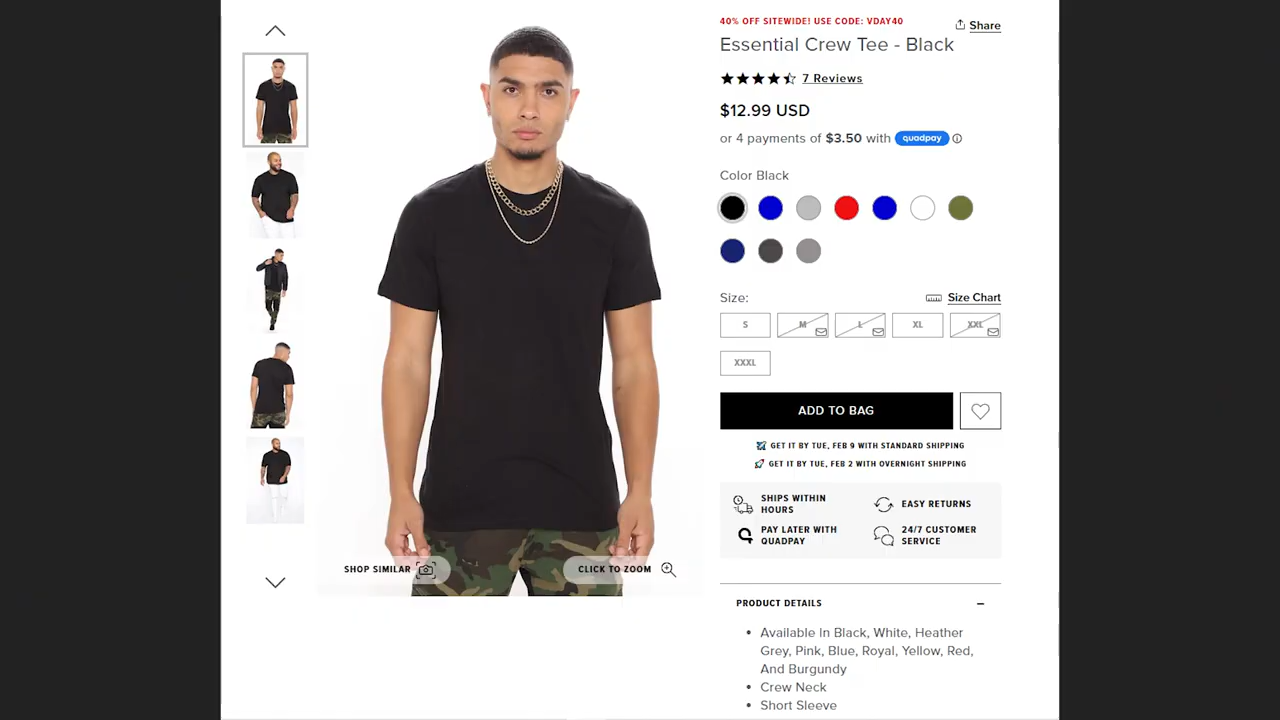 40% OFF SITEWIDE! USE CODE: VDAY40
Share
Essential Crew Tee - Black
7 Reviews
$12.99 USD
or 4 payments of $3.50 with quadpay
Color Black
Size:
Size Chart
S M L XL XXL
XXXL
ADD TO BAG
GET IT BY TUE, FEB 9 WITH STANDARD SHIPPING
GET IT BY TUE, FEB 2 WITH OVERNIGHT SHIPPING
SHIPS WITHIN
HOURS
EASY RETURNS
PAY LATER WITH
QUADPAY
24/7 CUSTOMER
SERVICE
SHOP SIMILAR
CLICK TO ZOOM
PRODUCT DETAILS
• Available In Black, White, Heather
Grey, Pink, Blue, Royal, Yellow, Red,
And Burgundy
• Crew Neck
• Short Sleeve